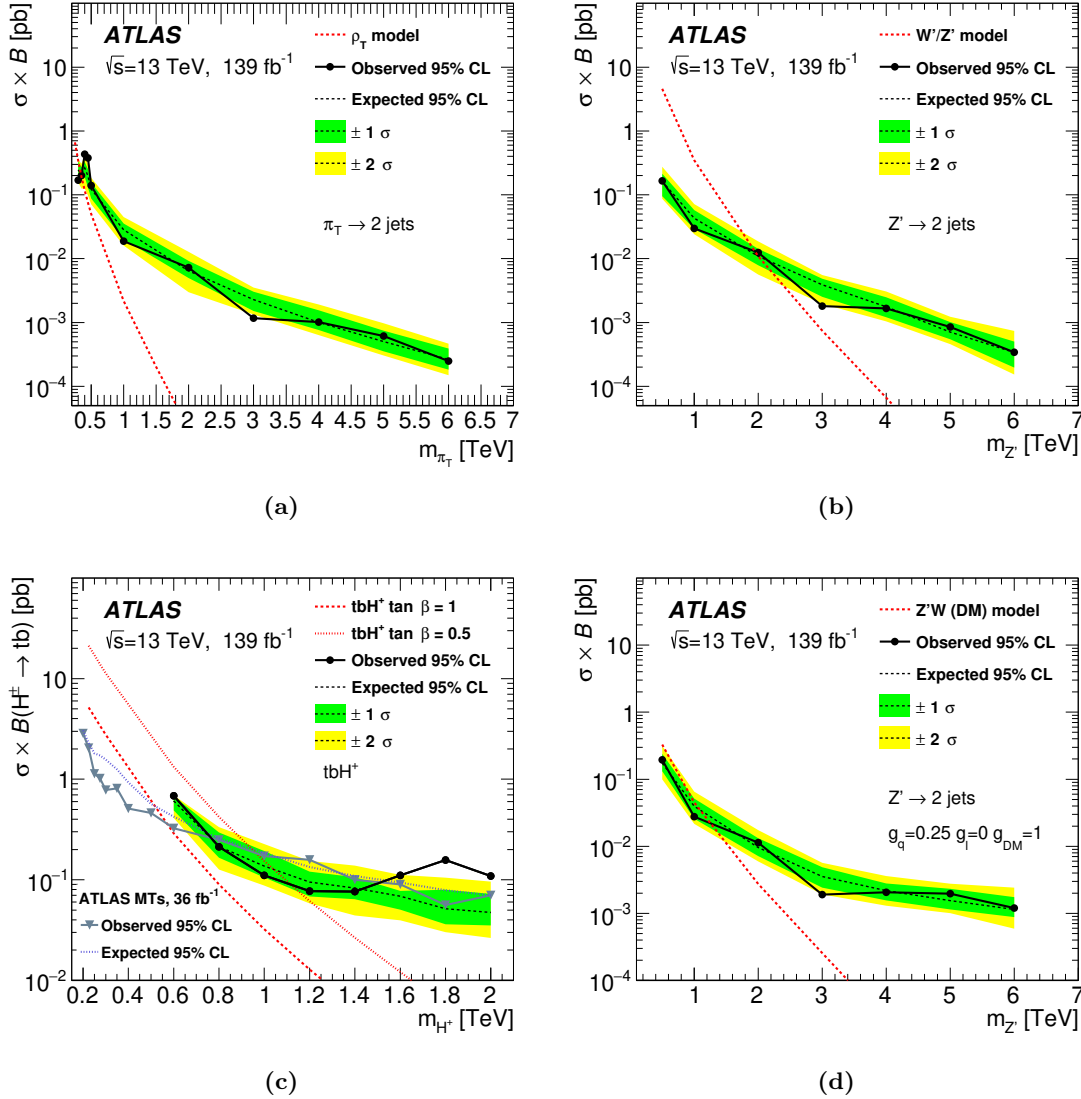 σ × B [pb]
ATLAS
√s=13 TeV, 139 fb⁻¹
ρ_T model
Observed 95% CL
Expected 95% CL
± 1 σ
± 2 σ
π_T → 2 jets
10
1
10⁻¹
10⁻²
10⁻³
10⁻⁴
0.5 1 1.5 2 2.5 3 3.5 4 4.5 5 5.5 6 6.5 7
m_π_T [TeV]
(a)
σ × B [pb]
ATLAS
√s=13 TeV, 139 fb⁻¹
W'/Z' model
Observed 95% CL
Expected 95% CL
± 1 σ
± 2 σ
Z' → 2 jets
10
1
10⁻¹
10⁻²
10⁻³
10⁻⁴
1 2 3 4 5 6 7
m_Z' [TeV]
(b)
σ × B(H± → tb) [pb]
ATLAS
√s=13 TeV, 139 fb⁻¹
tbH⁺ tan β = 1
tbH⁺ tan β = 0.5
Observed 95% CL
Expected 95% CL
± 1 σ
± 2 σ
tbH⁺
ATLAS MTs, 36 fb⁻¹
Observed 95% CL
Expected 95% CL
10
1
10⁻¹
10⁻²
0.2 0.4 0.6 0.8 1 1.2 1.4 1.6 1.8 2
m_H⁺ [TeV]
(c)
σ × B [pb]
ATLAS
√s=13 TeV, 139 fb⁻¹
Z'W (DM) model
Observed 95% CL
Expected 95% CL
± 1 σ
± 2 σ
Z' → 2 jets
g_q=0.25 g_l=0 g_DM=1
10
1
10⁻¹
10⁻²
10⁻³
10⁻⁴
1 2 3 4 5 6 7
m_Z' [TeV]
(d)